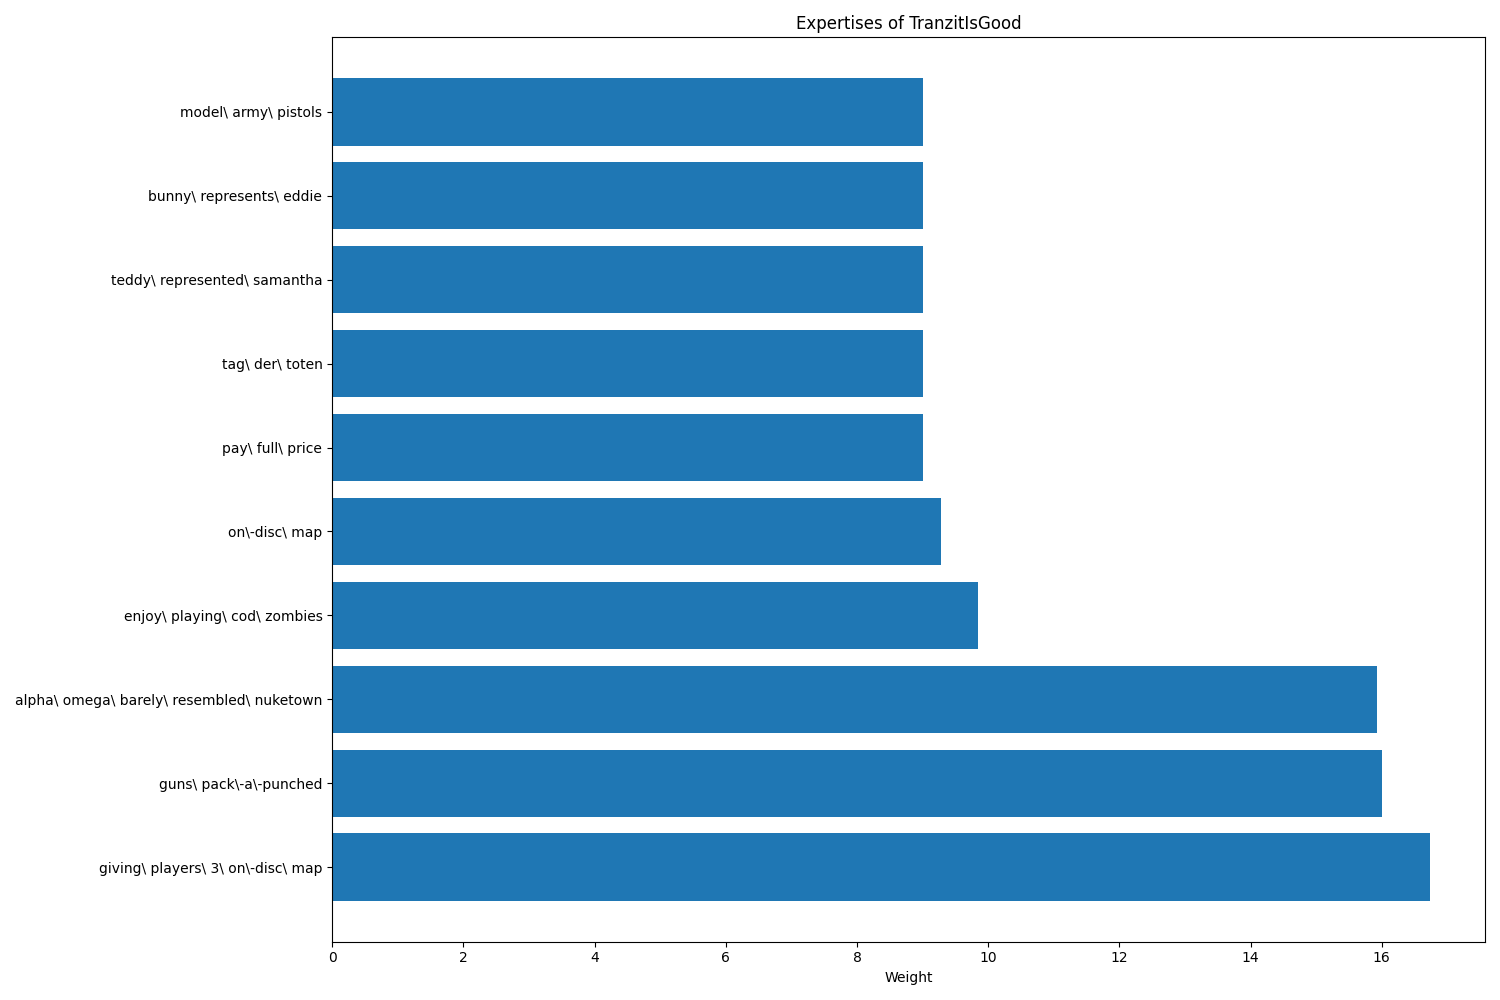 Expertises of TranzitIsGood
model\ army\ pistols
bunny\ represents\ eddie
teddy\ represented\ samantha
tag\ der\ toten
pay\ full\ price
on\-disc\ map
enjoy\ playing\ cod\ zombies
alpha\ omega\ barely\ resembled\ nuketown
guns\ pack\-a\-punched
giving\ players\ 3\ on\-disc\ map
0 2 4 6 8 10 12 14 16
Weight